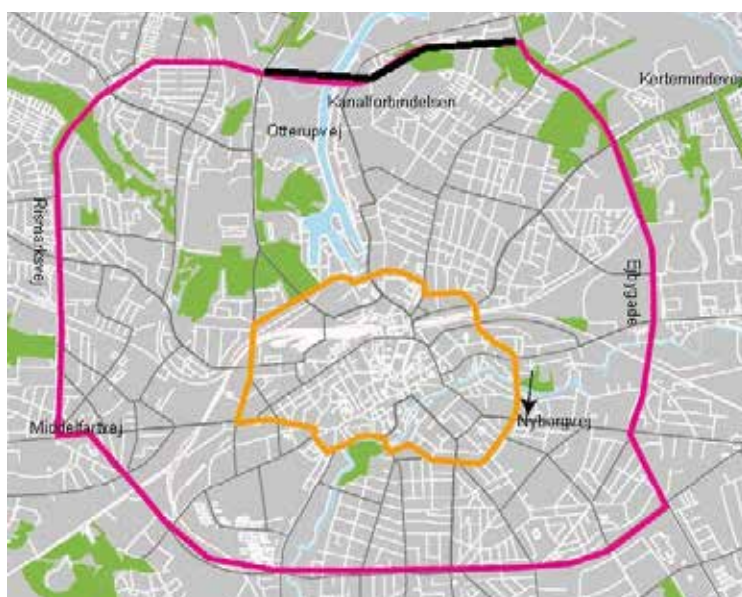 Kertemindevej
Kanalforbindelsen
Otterupvej
Rismarksvej
Ejbygade
Middelfartvej
Nyborgvej